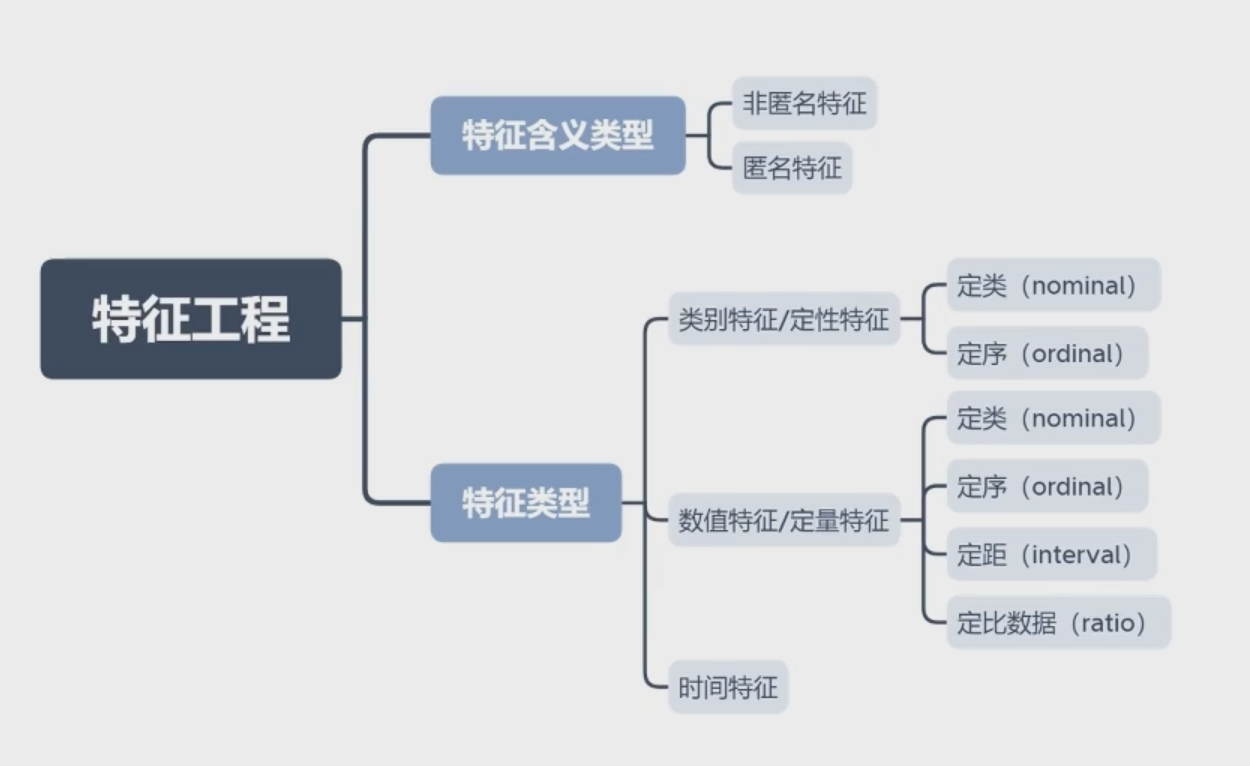 特征工程
特征含义类型
非匿名特征
匿名特征
特征类型
类别特征/定性特征
定类（nominal）
定序（ordinal）
数值特征/定量特征
定类（nominal）
定序（ordinal）
定距（interval）
定比数据（ratio）
时间特征